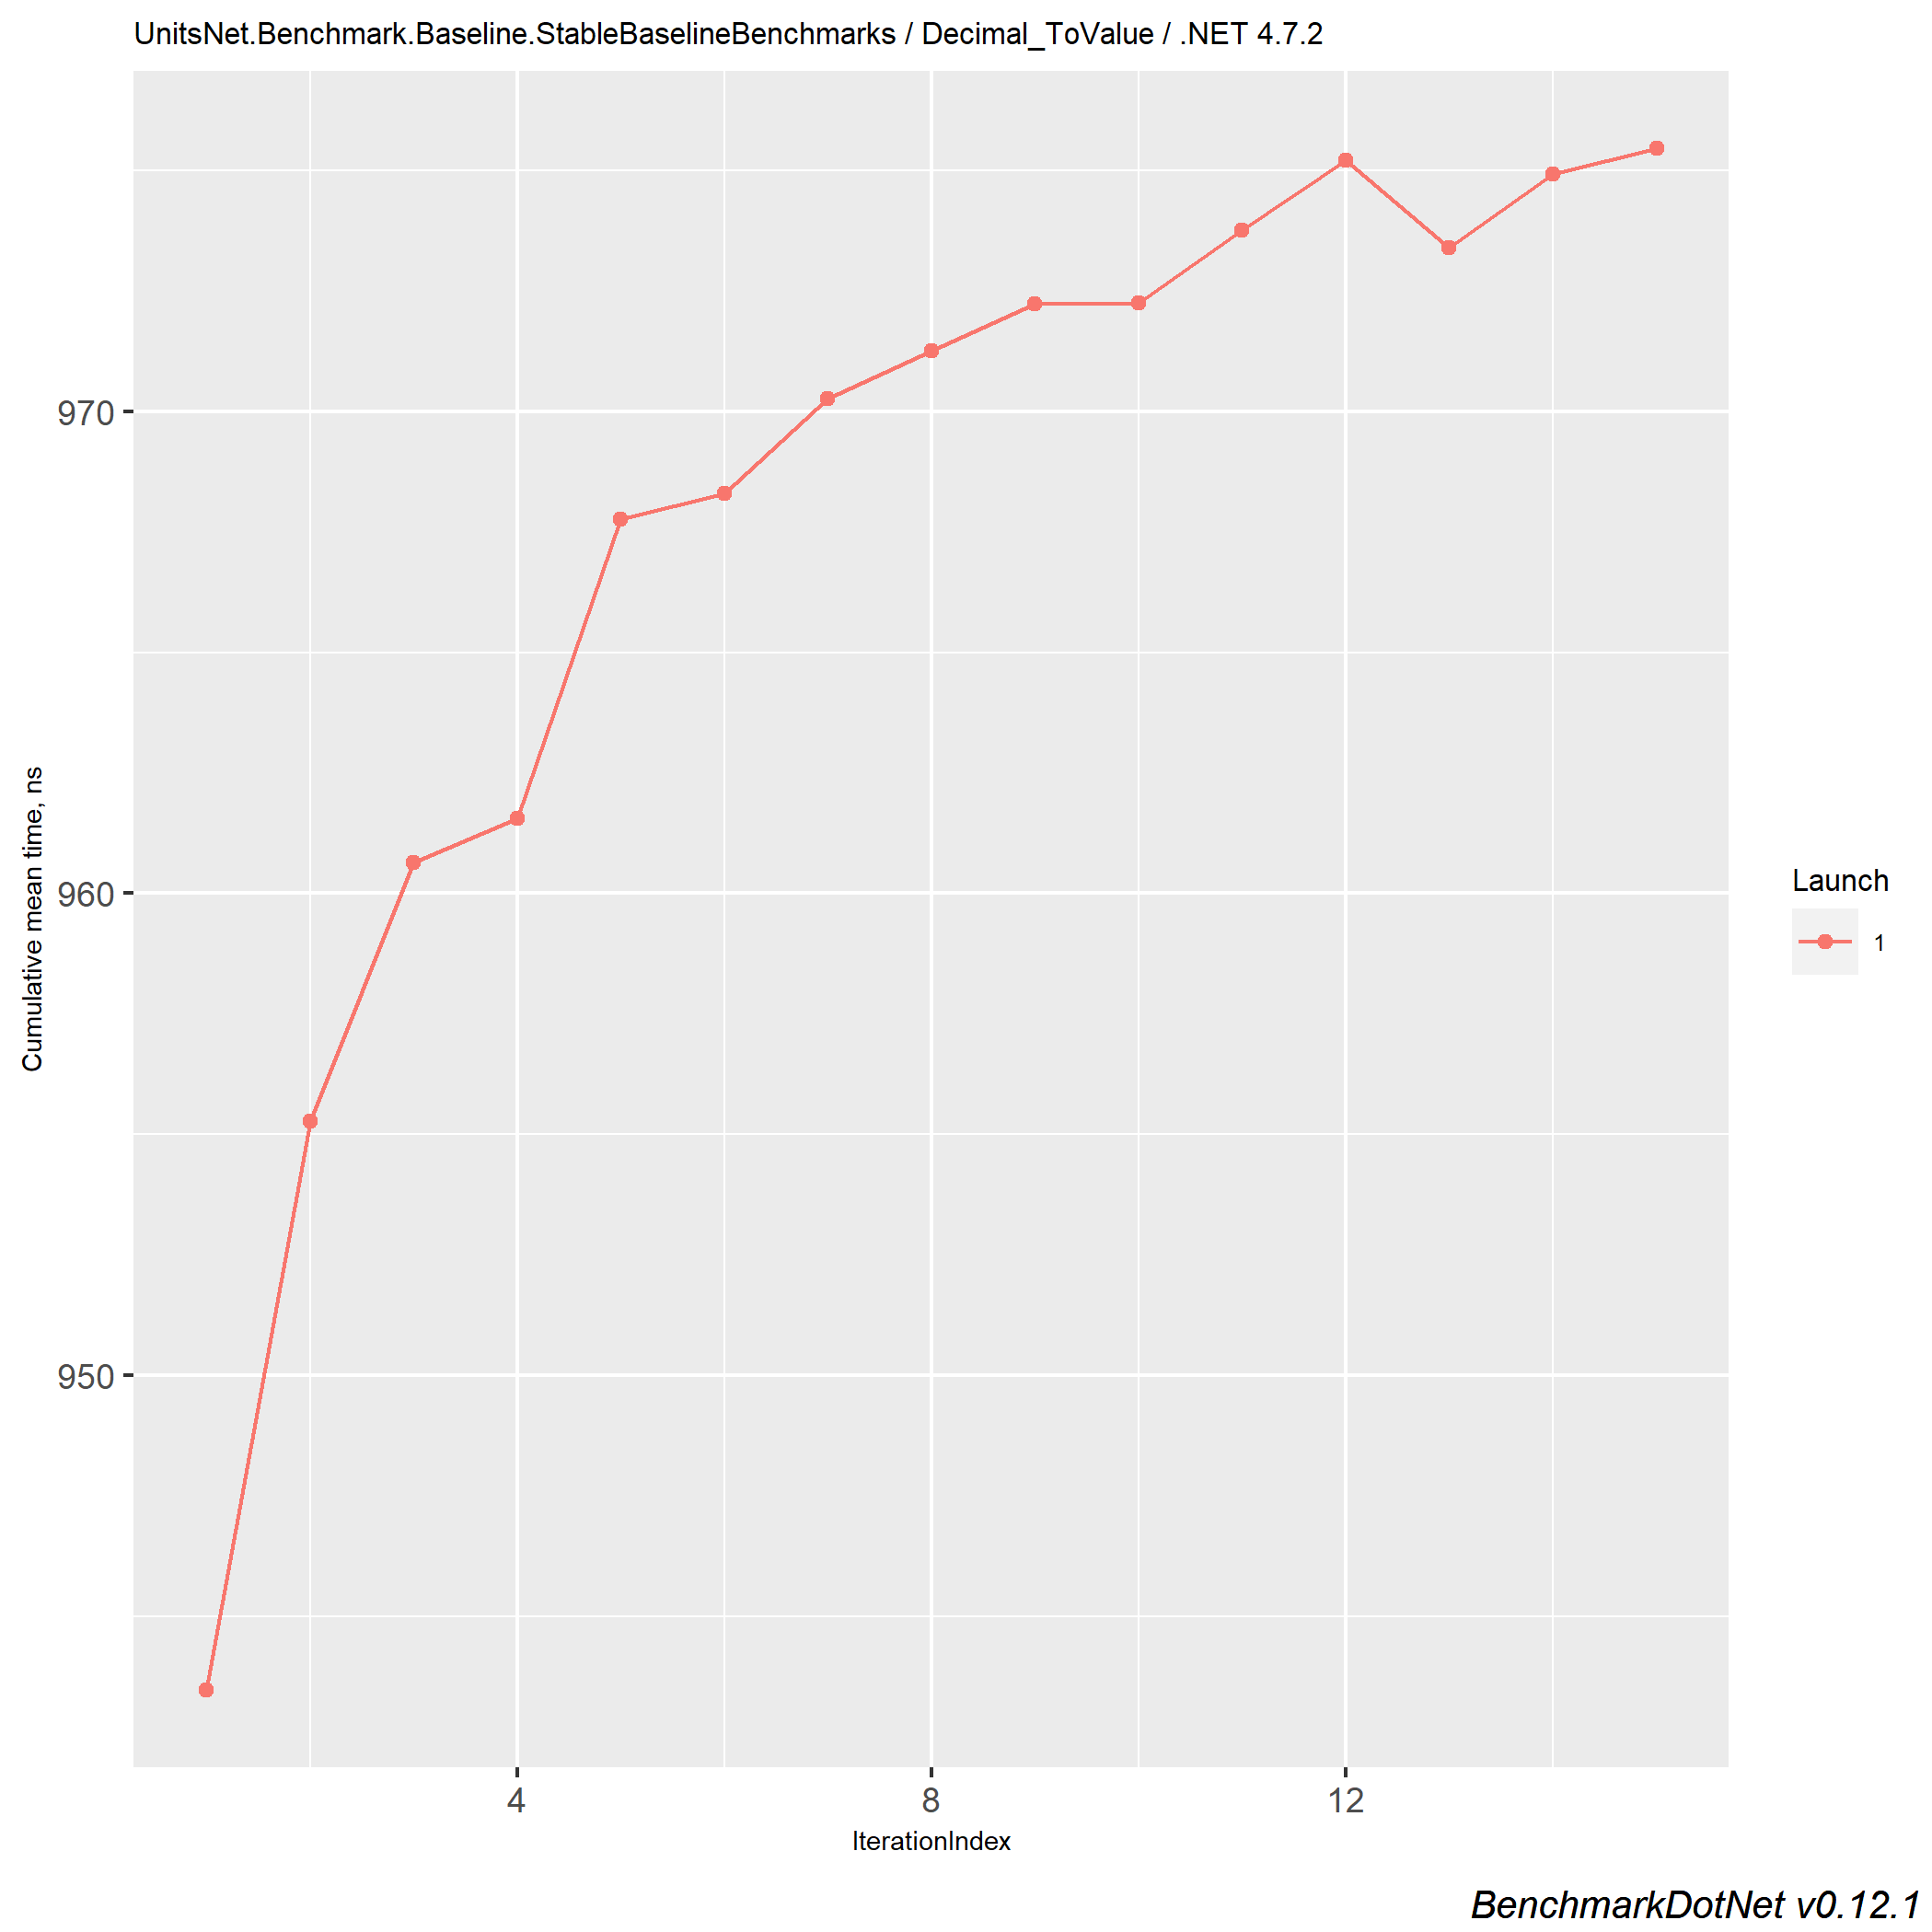 UnitsNet.Benchmark.Baseline.StableBaselineBenchmarks / Decimal_ToValue / .NET 4.7.2
Cumulative mean time, ns
970
960
950
4 8 12
IterationIndex
Launch
1
BenchmarkDotNet v0.12.1